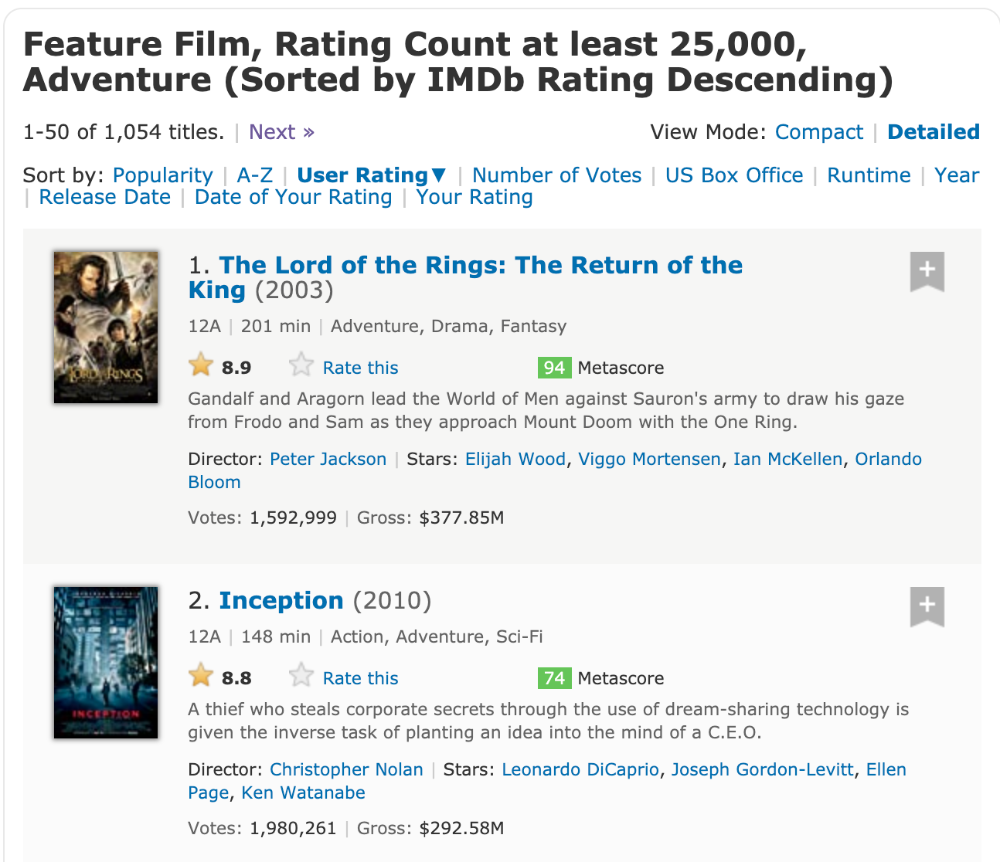 Feature Film, Rating Count at least 25,000,
Adventure (Sorted by IMDb Rating Descending)
1-50 of 1,054 titles. | Next »
View Mode: Compact | Detailed
Sort by: Popularity | A-Z | User Rating▼ | Number of Votes | US Box Office | Runtime | Year
| Release Date | Date of Your Rating | Your Rating
1. The Lord of the Rings: The Return of the
King (2003)
12A | 201 min | Adventure, Drama, Fantasy
8.9 Rate this 94 Metascore
Gandalf and Aragorn lead the World of Men against Sauron's army to draw his gaze
from Frodo and Sam as they approach Mount Doom with the One Ring.
Director: Peter Jackson | Stars: Elijah Wood, Viggo Mortensen, Ian McKellen, Orlando
Bloom
Votes: 1,592,999 | Gross: $377.85M
2. Inception (2010)
12A | 148 min | Action, Adventure, Sci-Fi
8.8 Rate this 74 Metascore
A thief who steals corporate secrets through the use of dream-sharing technology is
given the inverse task of planting an idea into the mind of a C.E.O.
Director: Christopher Nolan | Stars: Leonardo DiCaprio, Joseph Gordon-Levitt, Ellen
Page, Ken Watanabe
Votes: 1,980,261 | Gross: $292.58M
INCEPTION